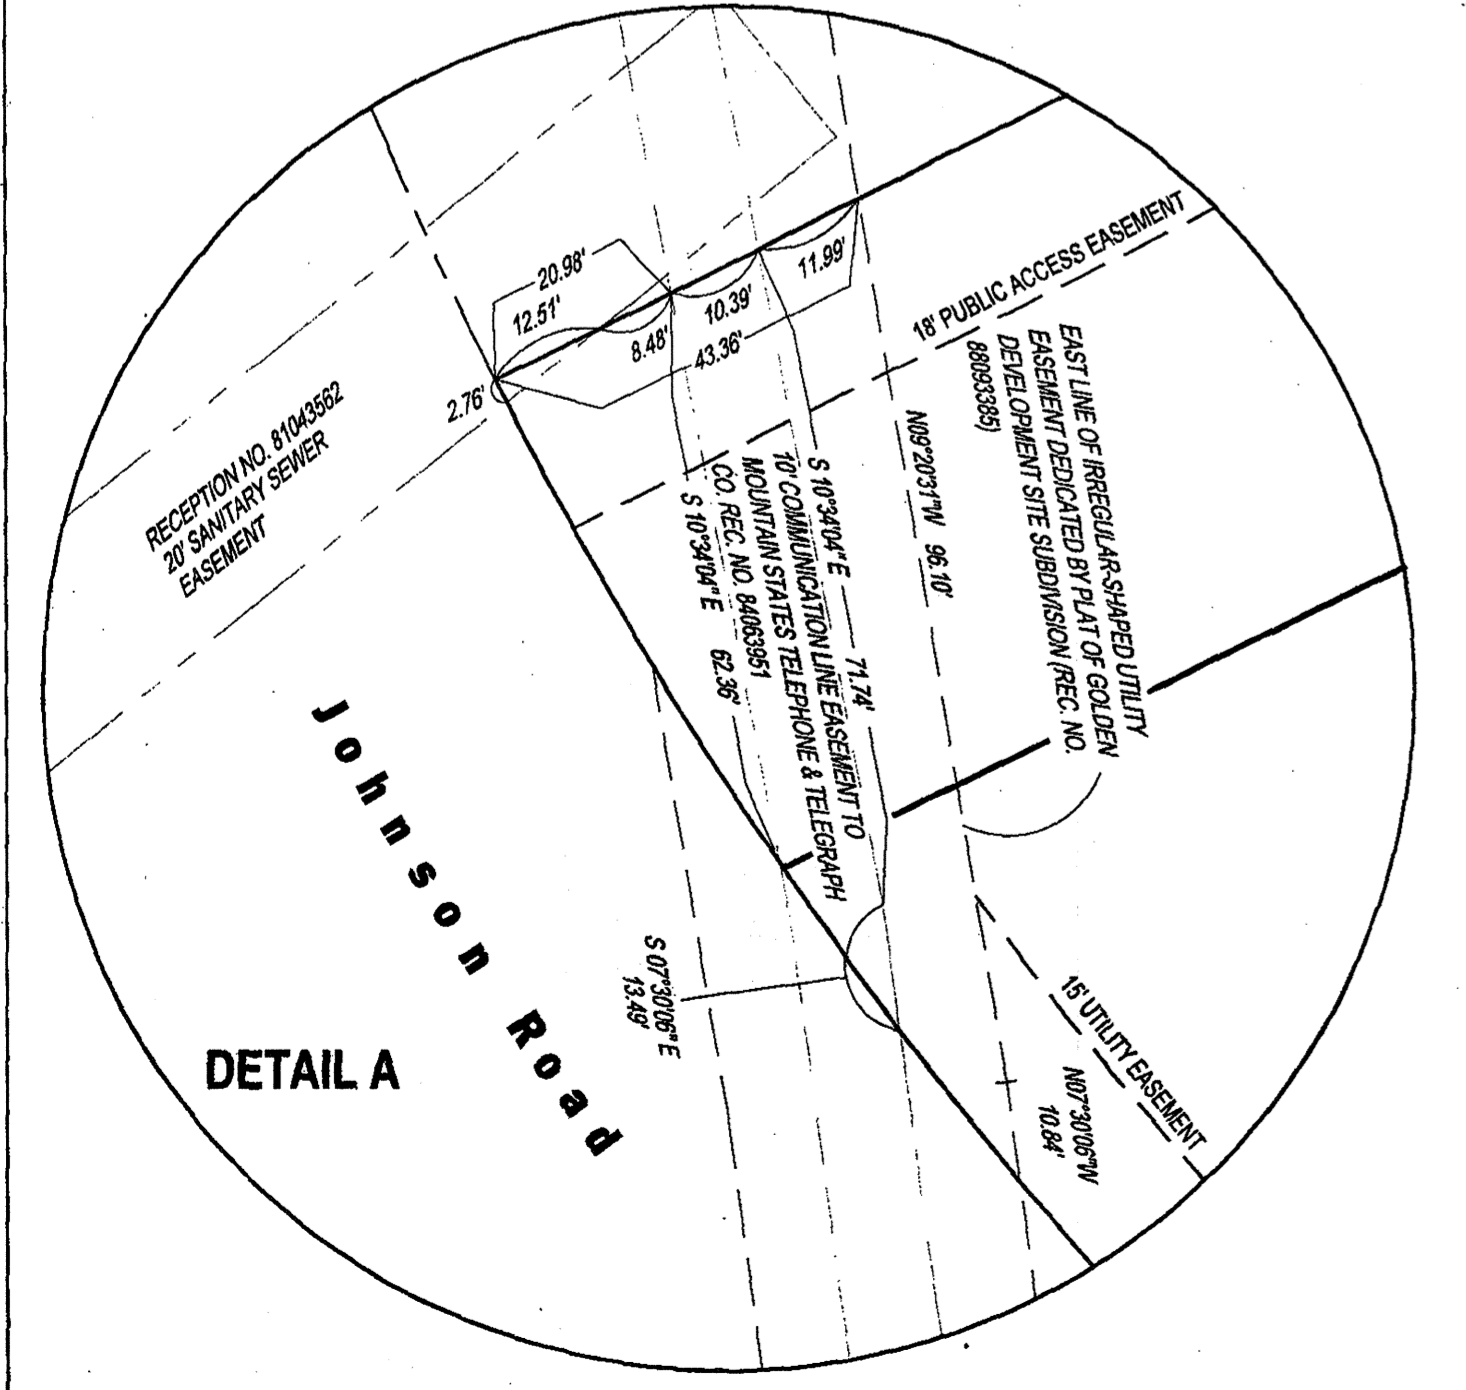 20.98'
12.51'
8.48'
10.39'
11.99'
43.36'
2.76'
18' PUBLIC ACCESS EASEMENT
EAST LINE OF IRREGULAR-SHAPED UTILITY
EASEMENT DEDICATED BY PLAT OF GOLDEN
DEVELOPMENT SITE SUBDIVISION (REC. NO.
88093385)
N09°20'31"W 96.10'
S 10°34'04"E 71.74'
10' COMMUNICATION LINE EASEMENT TO
MOUNTAIN STATES TELEPHONE & TELEGRAPH
CO. REC. NO. 84063951
S 10°34'04"E 62.36'
RECEPTION NO. 81043562
20' SANITARY SEWER
EASEMENT
Johnson Road
S 07°30'06"E
13.49'
15' UTILITY EASEMENT
N07°30'06"W
10.84'
DETAIL A